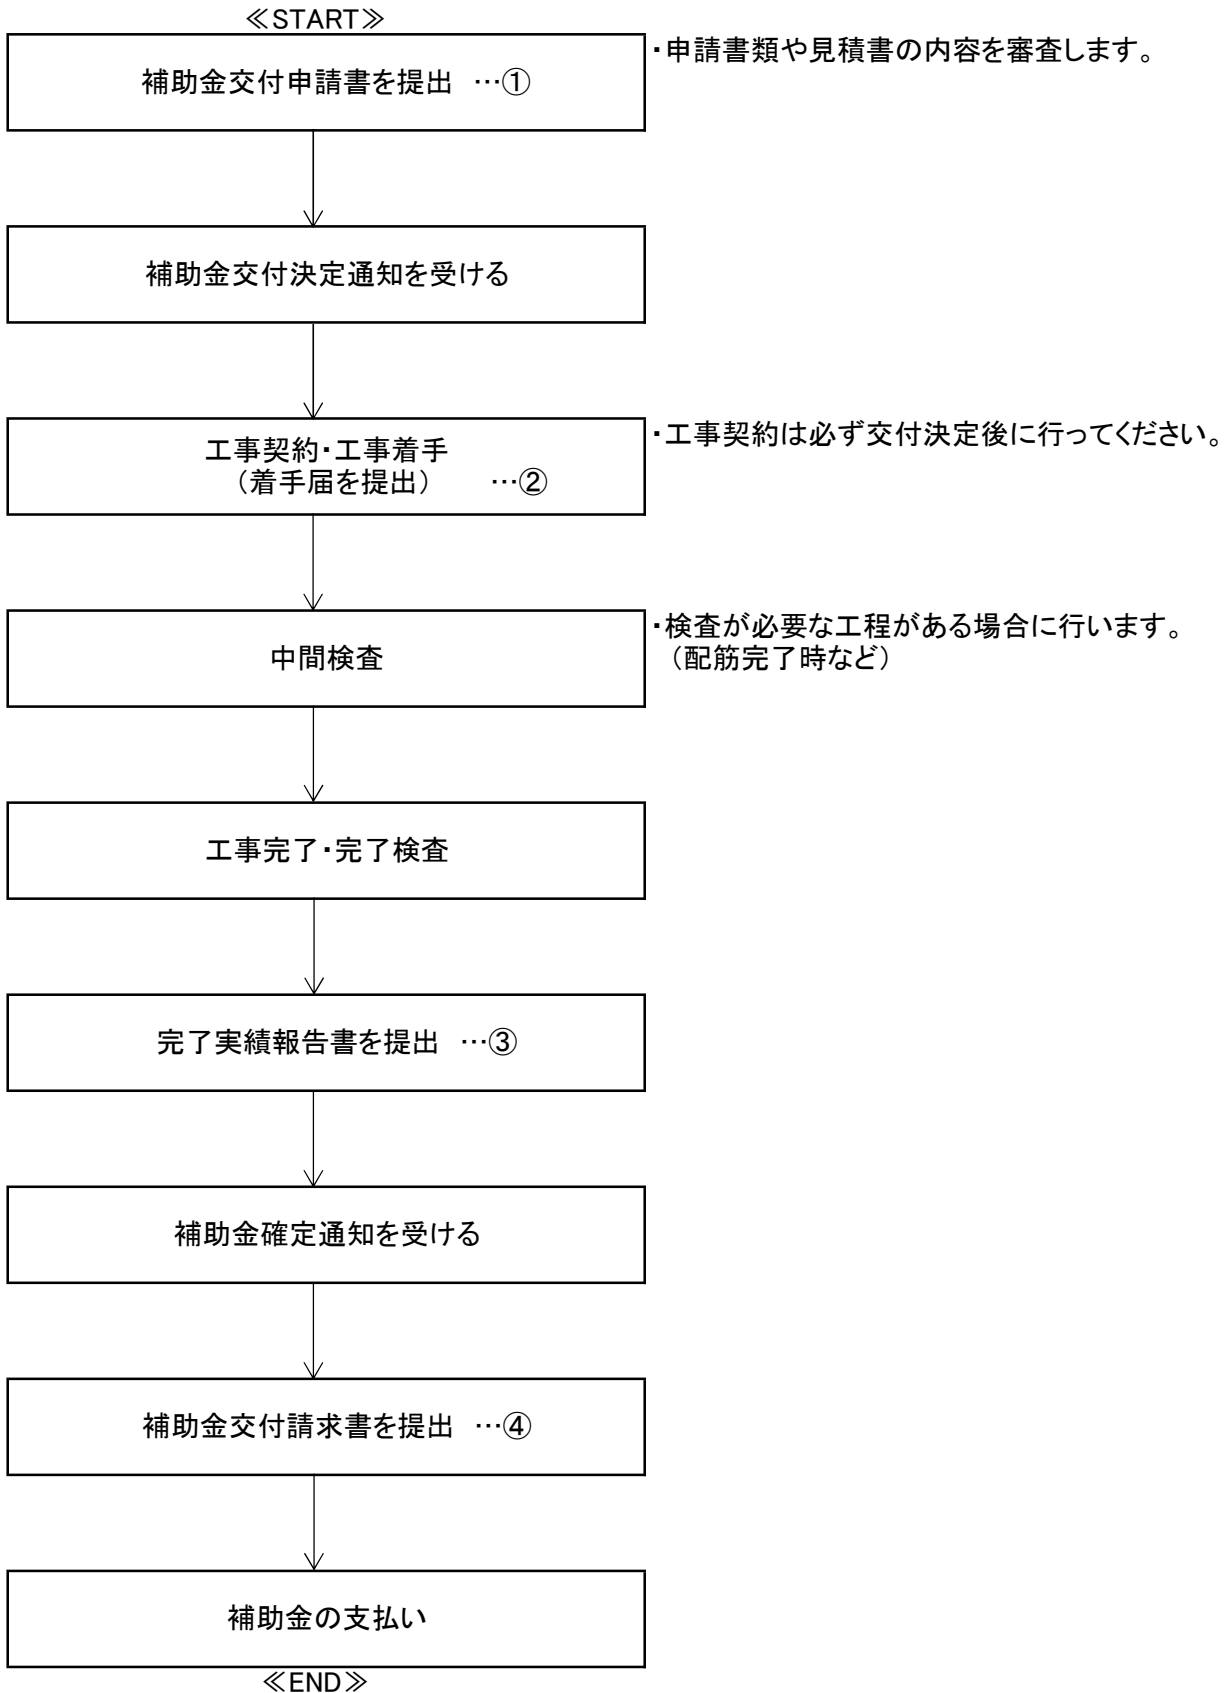 ≪START≫
補助金交付申請書を提出　…①
・申請書類や見積書の内容を審査します。
補助金交付決定通知を受ける
工事契約・工事着手
（着手届を提出）　　…②
・工事契約は必ず交付決定後に行ってください。
中間検査
・検査が必要な工程がある場合に行います。
（配筋完了時など）
工事完了・完了検査
完了実績報告書を提出　…③
補助金確定通知を受ける
補助金交付請求書を提出　…④
補助金の支払い
≪END≫